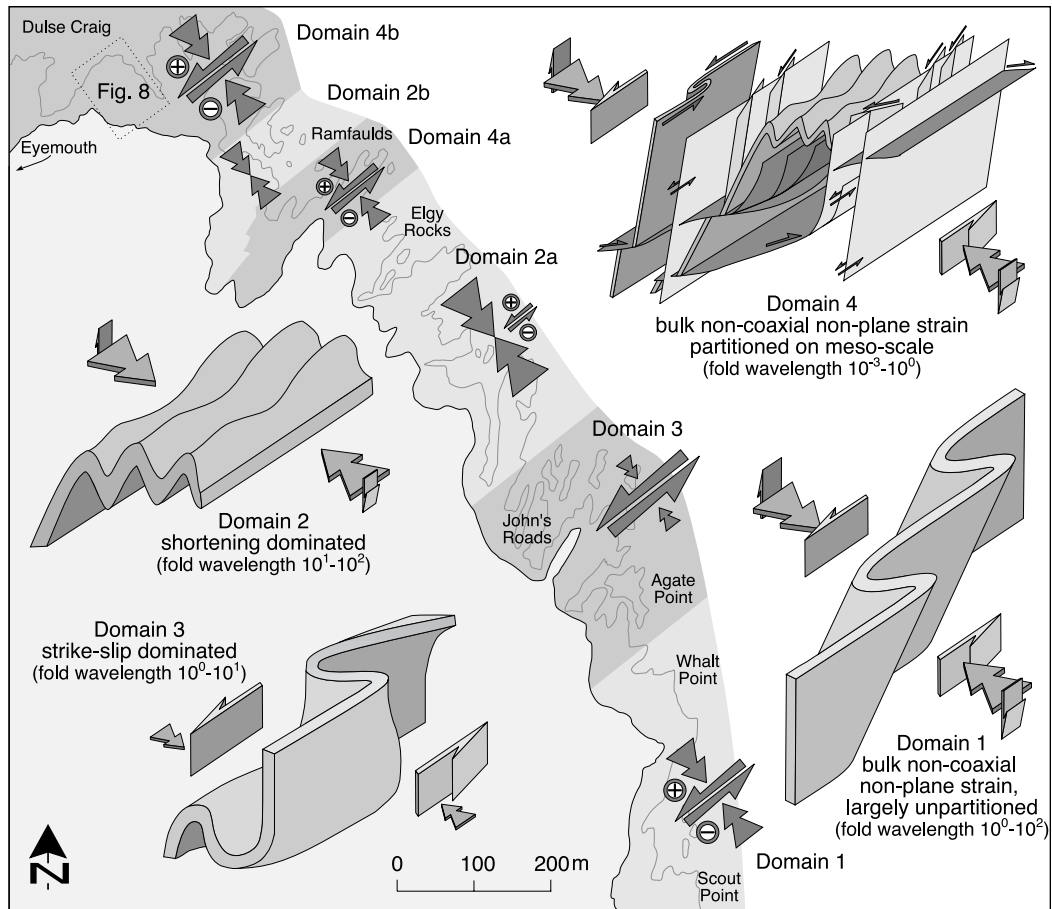 Dulse Craig
Domain 4b
Fig. 8
Domain 2b
Eyemouth
Ramfaulds
Domain 4a
Elgy
Rocks
Domain 2a
Domain 4
bulk non-coaxial non-plane strain
partitioned on meso-scale
(fold wavelength 10⁻³-10⁰)
Domain 2
shortening dominated
(fold wavelength 10¹-10²)
Domain 3
John's
Roads
Agate
Point
Domain 3
strike-slip dominated
(fold wavelength 10⁰-10¹)
Whalt
Point
Domain 1
bulk non-coaxial
non-plane strain,
largely unpartitioned
(fold wavelength 10⁰-10²)
N
0 100 200 m
Domain 1
Scout
Point